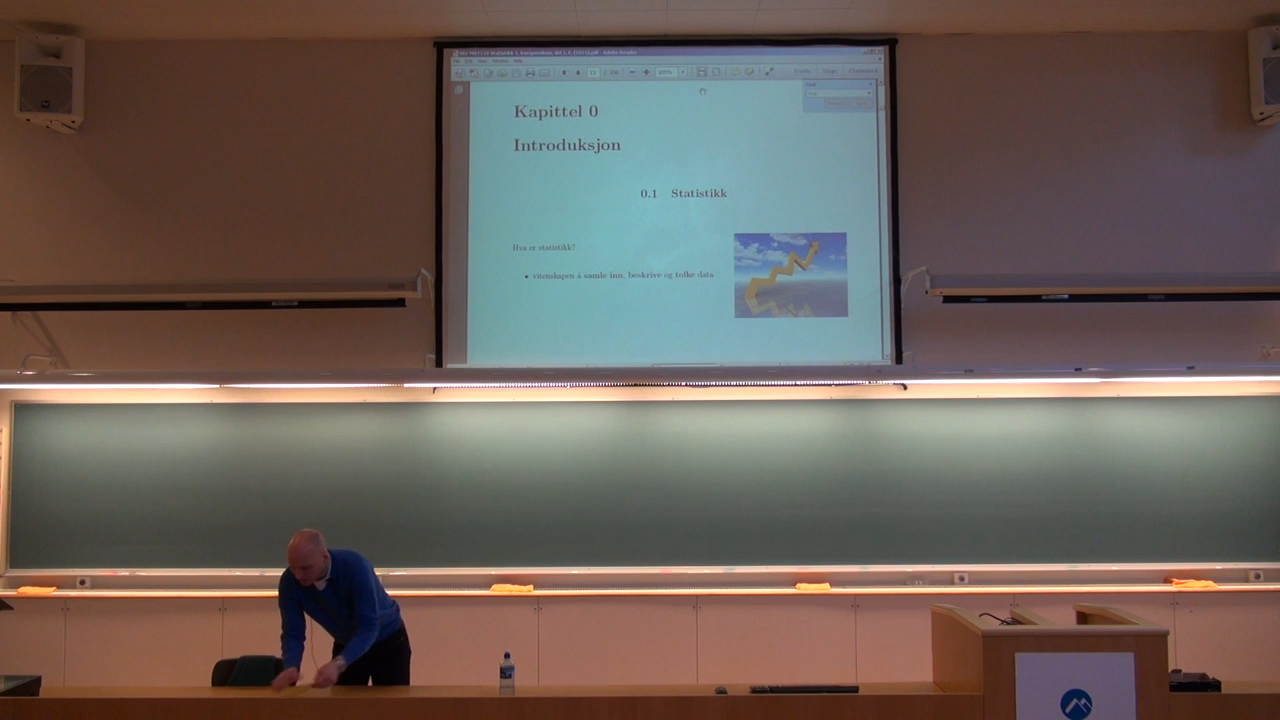 Kapittel 0
Introduksjon
0.1 Statistikk
Hva er statistikk?
• vitenskapen å samle inn, beskrive og tolke data